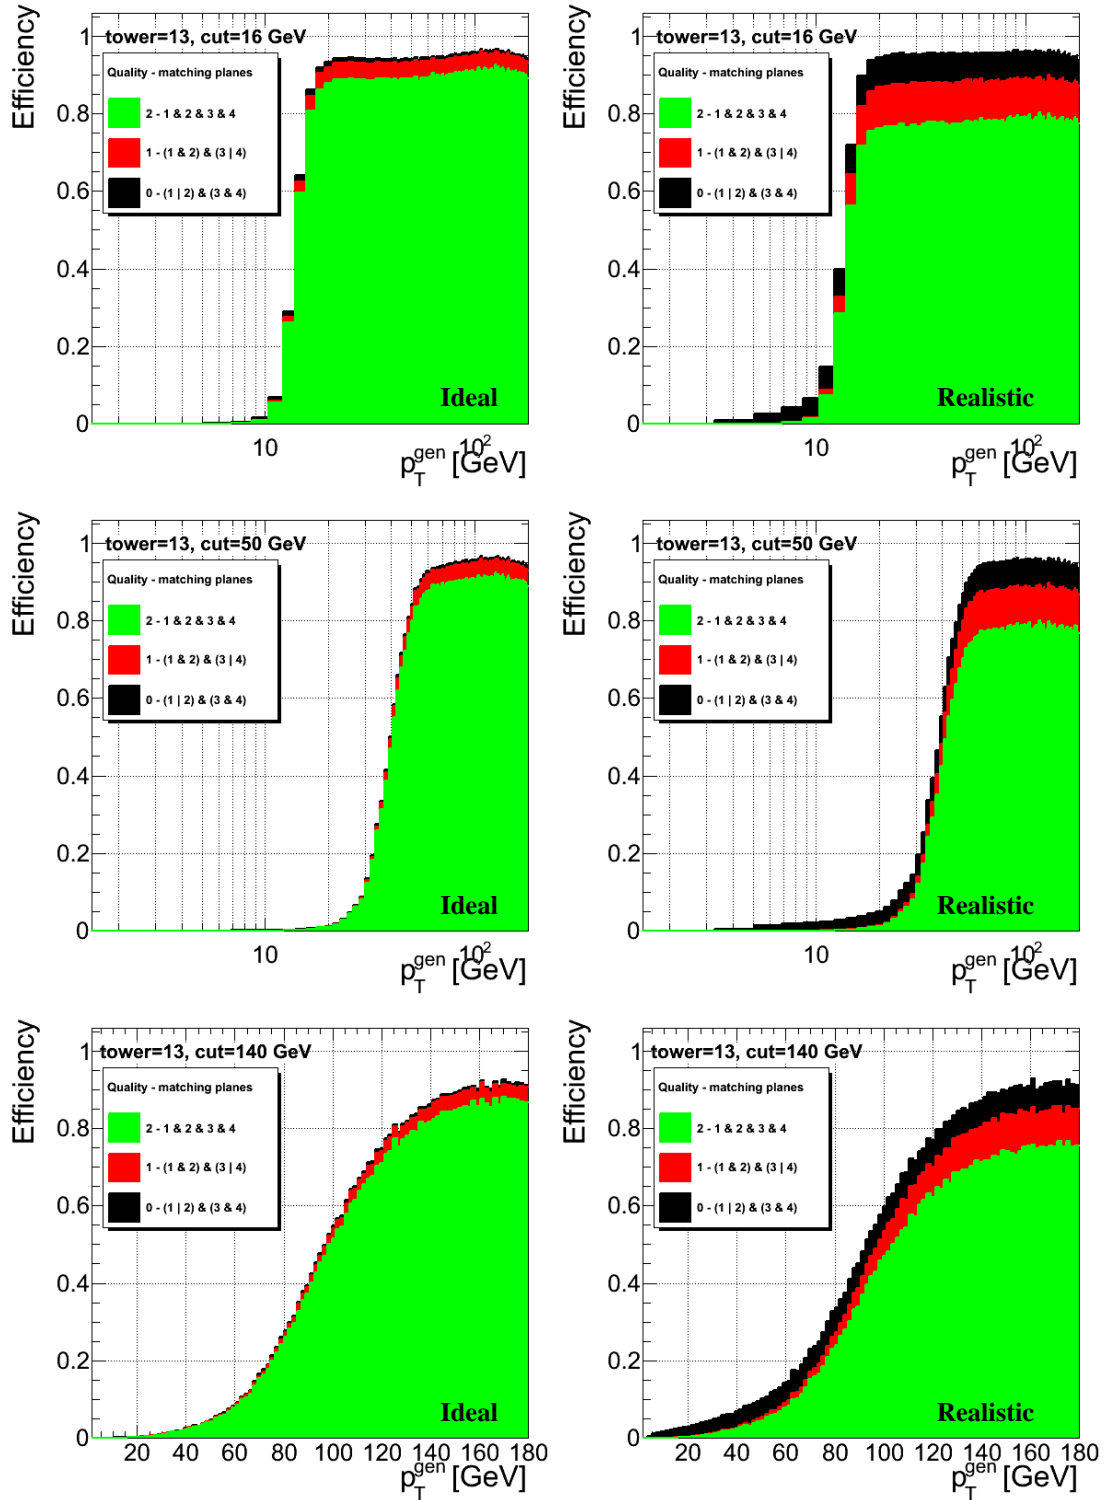 Efficiency
1
0.8
0.6
0.4
0.2
0
tower=13, cut=16 GeV
Quality - matching planes
2 - 1 & 2 & 3 & 4
1 - (1 & 2) & (3 | 4)
0 - (1 | 2) & (3 & 4)
Ideal
10
10²
p_T^gen [GeV]
Efficiency
1
0.8
0.6
0.4
0.2
0
tower=13, cut=16 GeV
Quality - matching planes
2 - 1 & 2 & 3 & 4
1 - (1 & 2) & (3 | 4)
0 - (1 | 2) & (3 & 4)
Realistic
10
10²
p_T^gen [GeV]
Efficiency
1
0.8
0.6
0.4
0.2
0
tower=13, cut=50 GeV
Quality - matching planes
2 - 1 & 2 & 3 & 4
1 - (1 & 2) & (3 | 4)
0 - (1 | 2) & (3 & 4)
Ideal
10
10²
p_T^gen [GeV]
Efficiency
1
0.8
0.6
0.4
0.2
0
tower=13, cut=50 GeV
Quality - matching planes
2 - 1 & 2 & 3 & 4
1 - (1 & 2) & (3 | 4)
0 - (1 | 2) & (3 & 4)
Realistic
10
10²
p_T^gen [GeV]
Efficiency
1
0.8
0.6
0.4
0.2
0
tower=13, cut=140 GeV
Quality - matching planes
2 - 1 & 2 & 3 & 4
1 - (1 & 2) & (3 | 4)
0 - (1 | 2) & (3 & 4)
Ideal
20 40 60 80 100 120 140 160 180
p_T^gen [GeV]
Efficiency
1
0.8
0.6
0.4
0.2
0
tower=13, cut=140 GeV
Quality - matching planes
2 - 1 & 2 & 3 & 4
1 - (1 & 2) & (3 | 4)
0 - (1 | 2) & (3 & 4)
Realistic
20 40 60 80 100 120 140 160 180
p_T^gen [GeV]